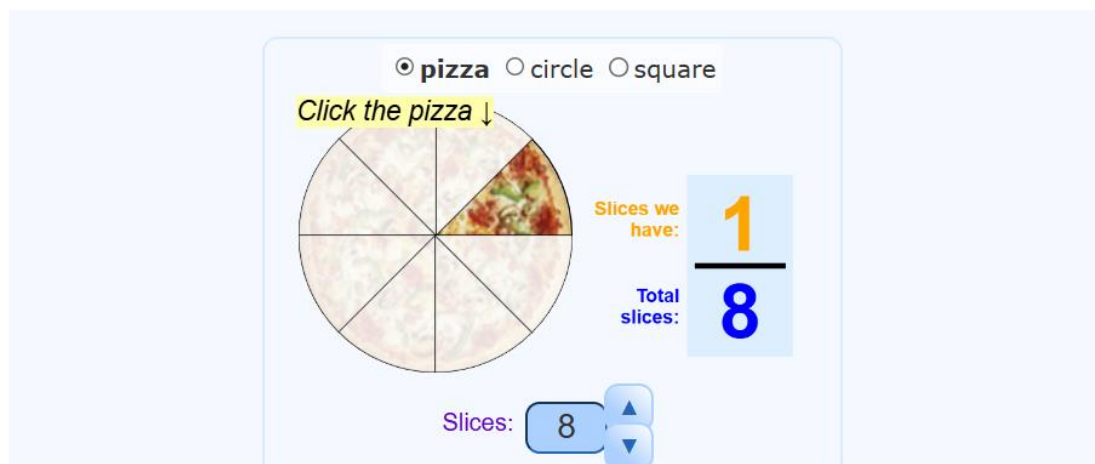 pizza circle square
Click the pizza ↓
Slices we
have:
1
Total
slices:
8
Slices: 8
▲
▼